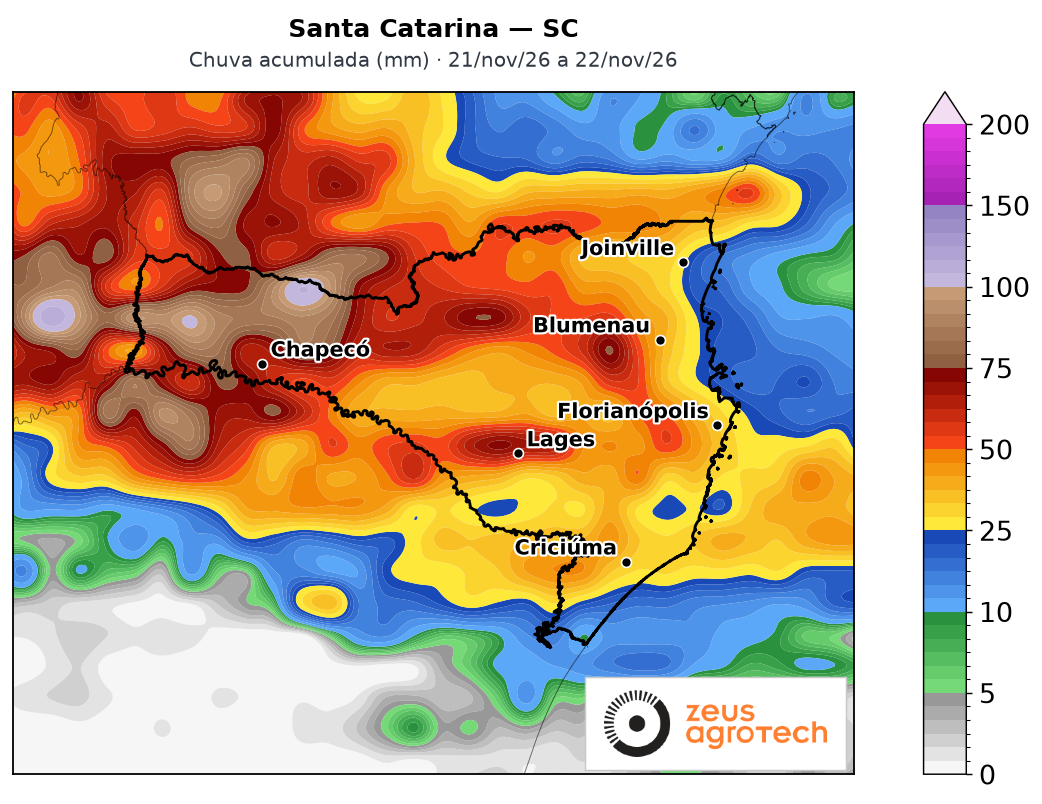 Santa Catarina — SC
Chuva acumulada (mm) · 21/nov/26 a 22/nov/26
Joinville
Blumenau
Chapecó
Florianópolis
Lages
Criciúma
200
150
100
75
50
25
10
5
0
zeus
agrotech